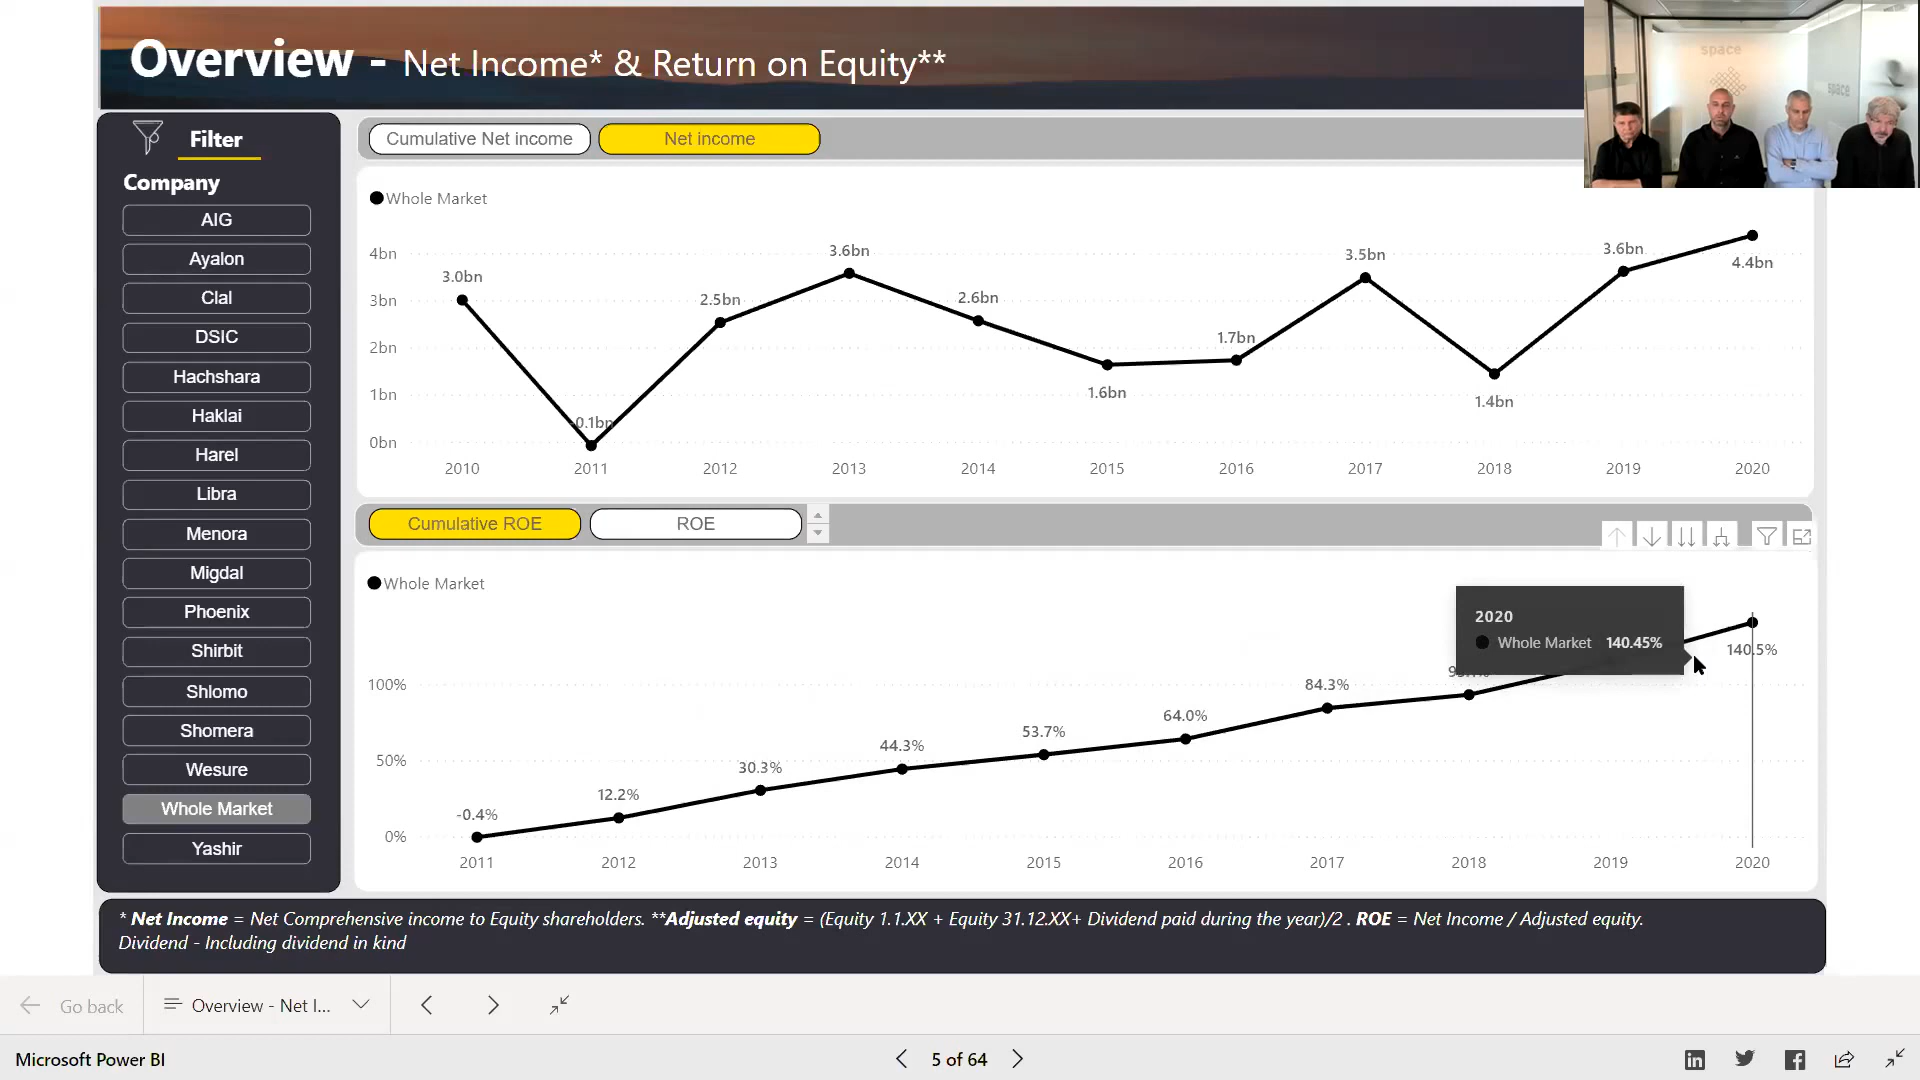 Overview - Net Income* & Return on Equity**
space
space
Filter
Company
AIG
Ayalon
Clal
DSIC
Hachshara
Haklai
Harel
Libra
Menora
Migdal
Phoenix
Shirbit
Shlomo
Shomera
Wesure
Whole Market
Yashir
Cumulative Net income
Net income
Whole Market
4bn
3bn
2bn
1bn
0bn
3.0bn
-0.1bn
2.5bn
3.6bn
2.6bn
1.6bn
1.7bn
3.5bn
1.4bn
3.6bn
4.4bn
2010 2011 2012 2013 2014 2015 2016 2017 2018 2019 2020
Cumulative ROE
ROE
Whole Market
100%
50%
0%
-0.4%
12.2%
30.3%
44.3%
53.7%
64.0%
84.3%
140.5%
2020
Whole Market 140.45%
2011 2012 2013 2014 2015 2016 2017 2018 2019 2020
* Net Income = Net Comprehensive income to Equity shareholders. **Adjusted equity = (Equity 1.1.XX + Equity 31.12.XX+ Dividend paid during the year)/2 . ROE = Net Income / Adjusted equity.
Dividend - Including dividend in kind
Go back
Overview - Net I...
Microsoft Power BI
5 of 64